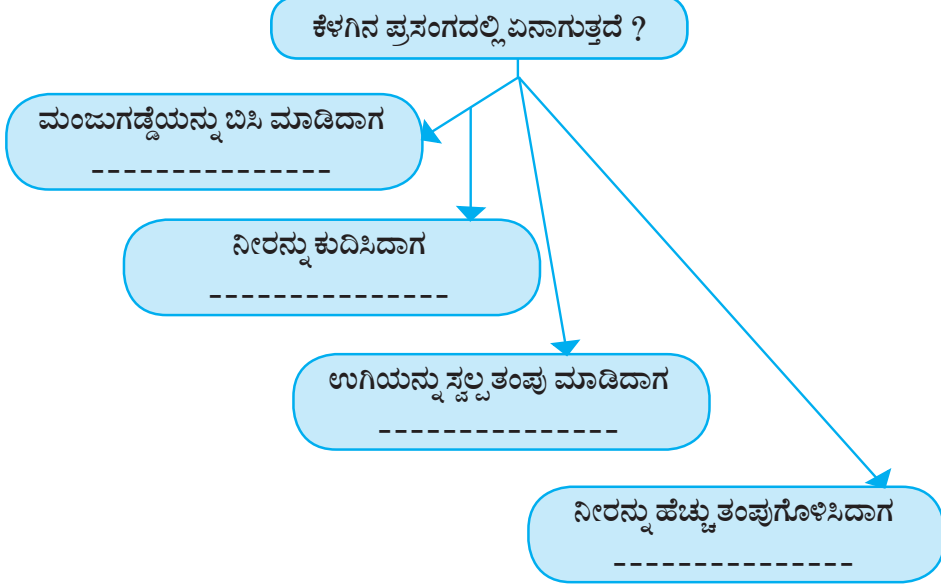 ಕೆಳಗಿನ ಪ್ರಸಂಗದಲ್ಲಿ ಏನಾಗುತ್ತದೆ ?
ಮಂಜುಗಡ್ಡೆಯನ್ನು ಬಿಸಿ ಮಾಡಿದಾಗ
---------------
ನೀರನ್ನು ಕುದಿಸಿದಾಗ
---------------
ಉಗಿಯನ್ನು ಸ್ವಲ್ಪ ತಂಪು ಮಾಡಿದಾಗ
---------------
ನೀರನ್ನು ಹೆಚ್ಚು ತಂಪುಗೊಳಿಸಿದಾಗ
---------------